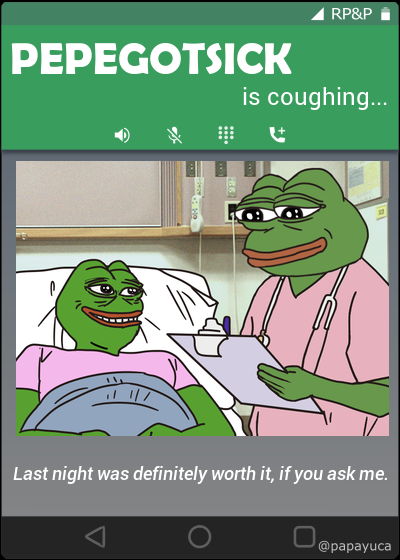 RP&P
PEPEGOTSICK
is coughing...
Last night was definitely worth it, if you ask me.
@papayuca